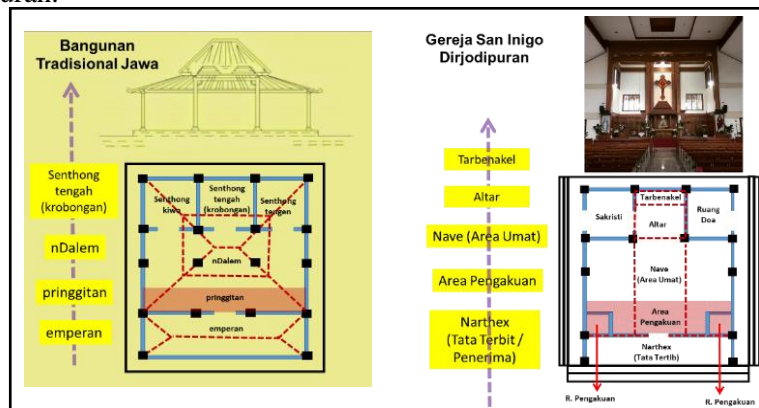 uran.
Bangunan
Tradisional Jawa
Senthong
tengah
(krobongan)
nDalem
pringgitan
emperan
Senthong
kiwo
Senthong
tengah
(krobongan)
Senthong
tengen
nDalem
pringgitan
emperan
Gereja San Inigo
Dirjodipuran
Tarbenakel
Altar
Nave (Area Umat)
Area Pengakuan
Narthex
(Tata Terbit /
Penerima)
Tarbenakel
Sakristi
Altar
Ruang
Doa
Nave
(Area Umat)
Area
Pengakuan
Narthex
(Tata Tertib)
R. Pengakuan
R. Pengakuan